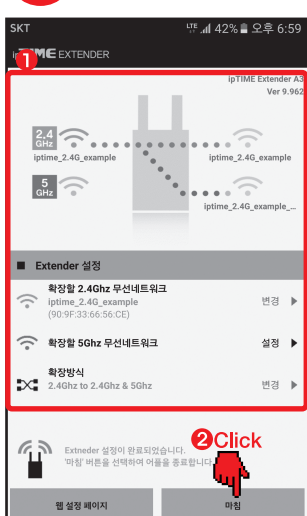 SKT LTE 42% 오후 6:59
ipTIME EXTENDER
1
ipTIME Extender A3
Ver 9.962
2.4 GHz
iptime_2.4G_example
iptime_2.4G_example
5 GHz
iptime_2.4G_example_...
Extender 설정
확장할 2.4Ghz 무선네트워크
iptime_2.4G_example 변경
(90:9F:33:66:56:CE)
확장할 5Ghz 무선네트워크 설정
확장방식
2.4Ghz to 2.4Ghz & 5Ghz 변경
2Click
Extneder 설정이 완료되었습니다.
'마침' 버튼을 선택하여 어플을 종료합니다
웹 설정 페이지 마침